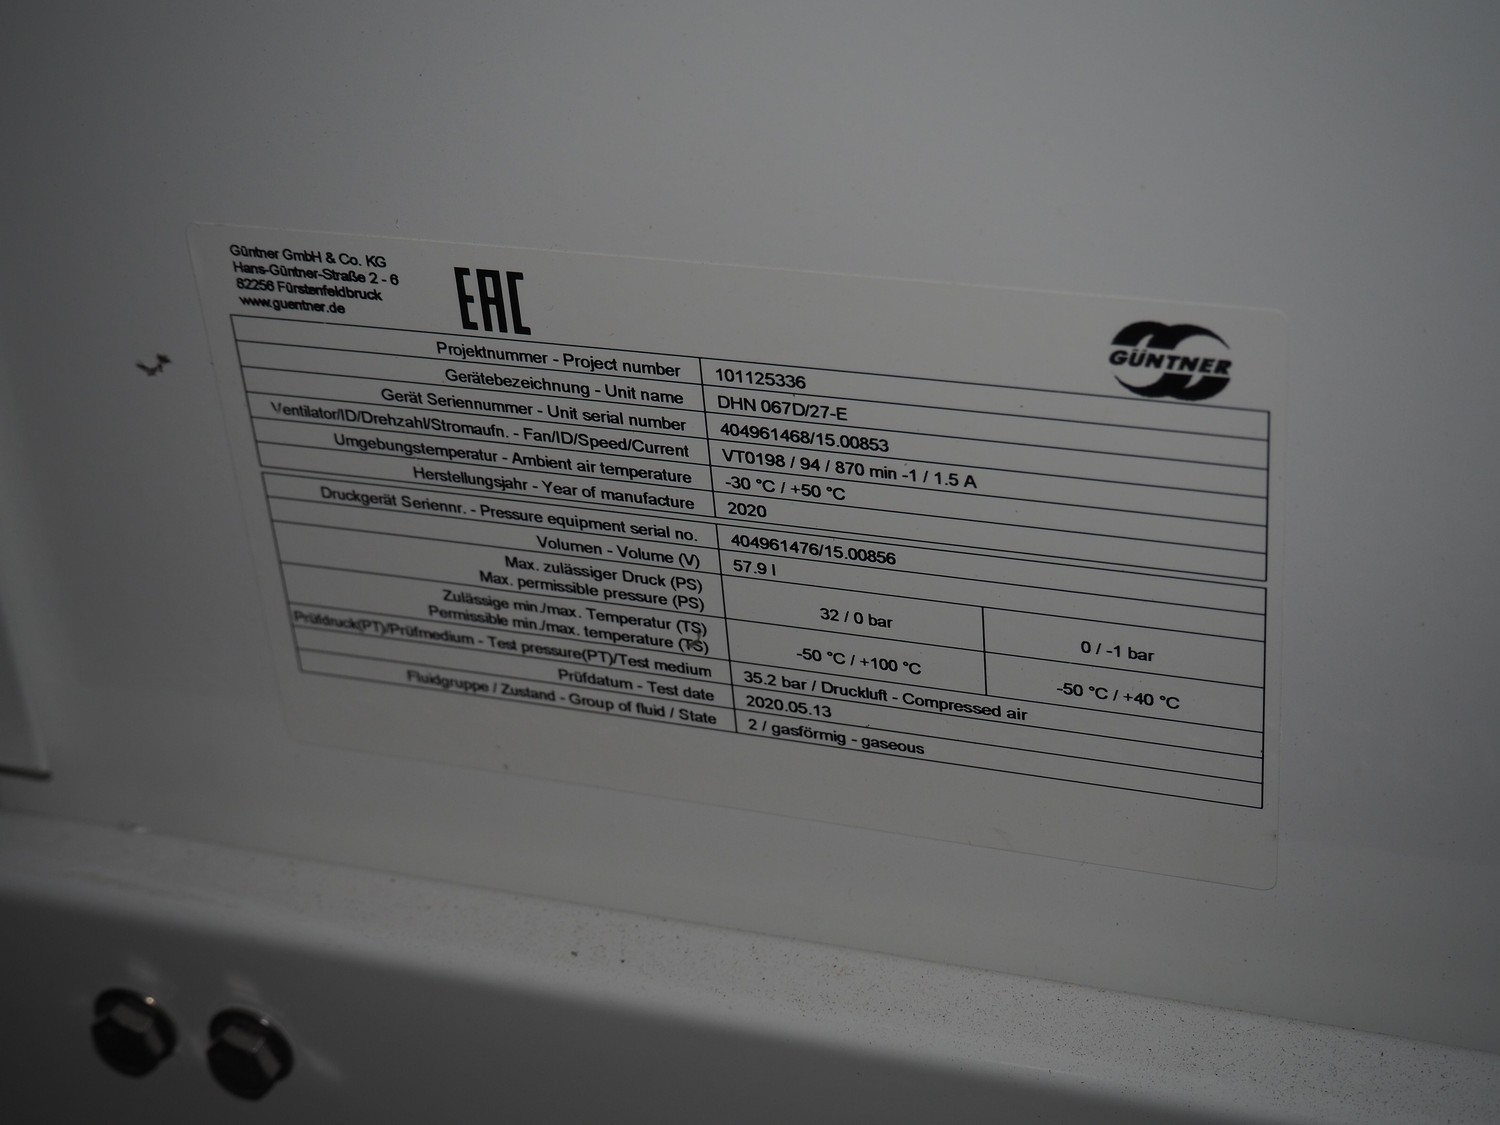 Güntner GmbH & Co. KG
Hans-Güntner-Straße 2 - 6
82256 Fürstenfeldbruck
www.guentner.de
EAC
GÜNTNER
Projektnummer - Project number 101125336
Gerätebezeichnung - Unit name DHN 067D/27-E
Gerät Seriennummer - Unit serial number 404961468/15.00853
Ventilator/ID/Drehzahl/Stromaufn. - Fan/ID/Speed/Current VT0198 / 94 / 870 min -1 / 1.5 A
Umgebungstemperatur - Ambient air temperature -30 °C / +50 °C
Herstellungsjahr - Year of manufacture 2020
Druckgerät Seriennr. - Pressure equipment serial no. 404961476/15.00856
Volumen - Volume (V) 57.9 l
Max. zulässiger Druck (PS)
Max. permissible pressure (PS) 32 / 0 bar 0 / -1 bar
Zulässige min./max. Temperatur (TS)
Permissible min./max. temperature (TS) -50 °C / +100 °C -50 °C / +40 °C
Prüfdruck(PT)/Prüfmedium - Test pressure(PT)/Test medium 35.2 bar / Druckluft - Compressed air
Prüfdatum - Test date 2020.05.13
Fluidgruppe / Zustand - Group of fluid / State 2 / gasförmig - gaseous